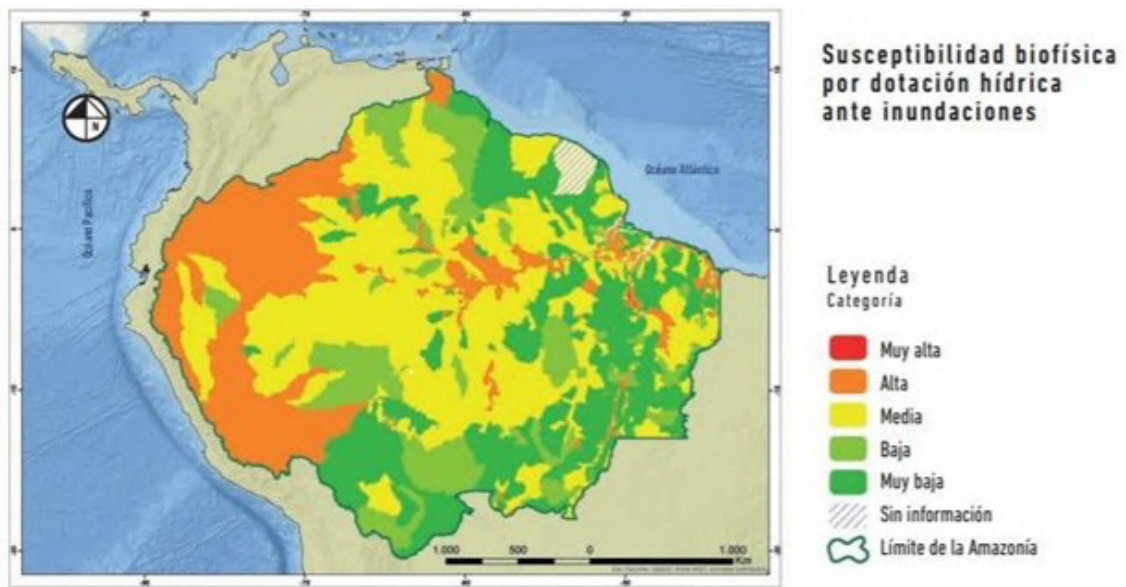 Susceptibilidad biofísica
por dotación hídrica
ante inundaciones
N
Océano Pacífico
Océano Atlántico
Leyenda
Categoría
Muy alta
Alta
Media
Baja
Muy baja
Sin información
Límite de la Amazonía
1.000 500 0 1.000
Km